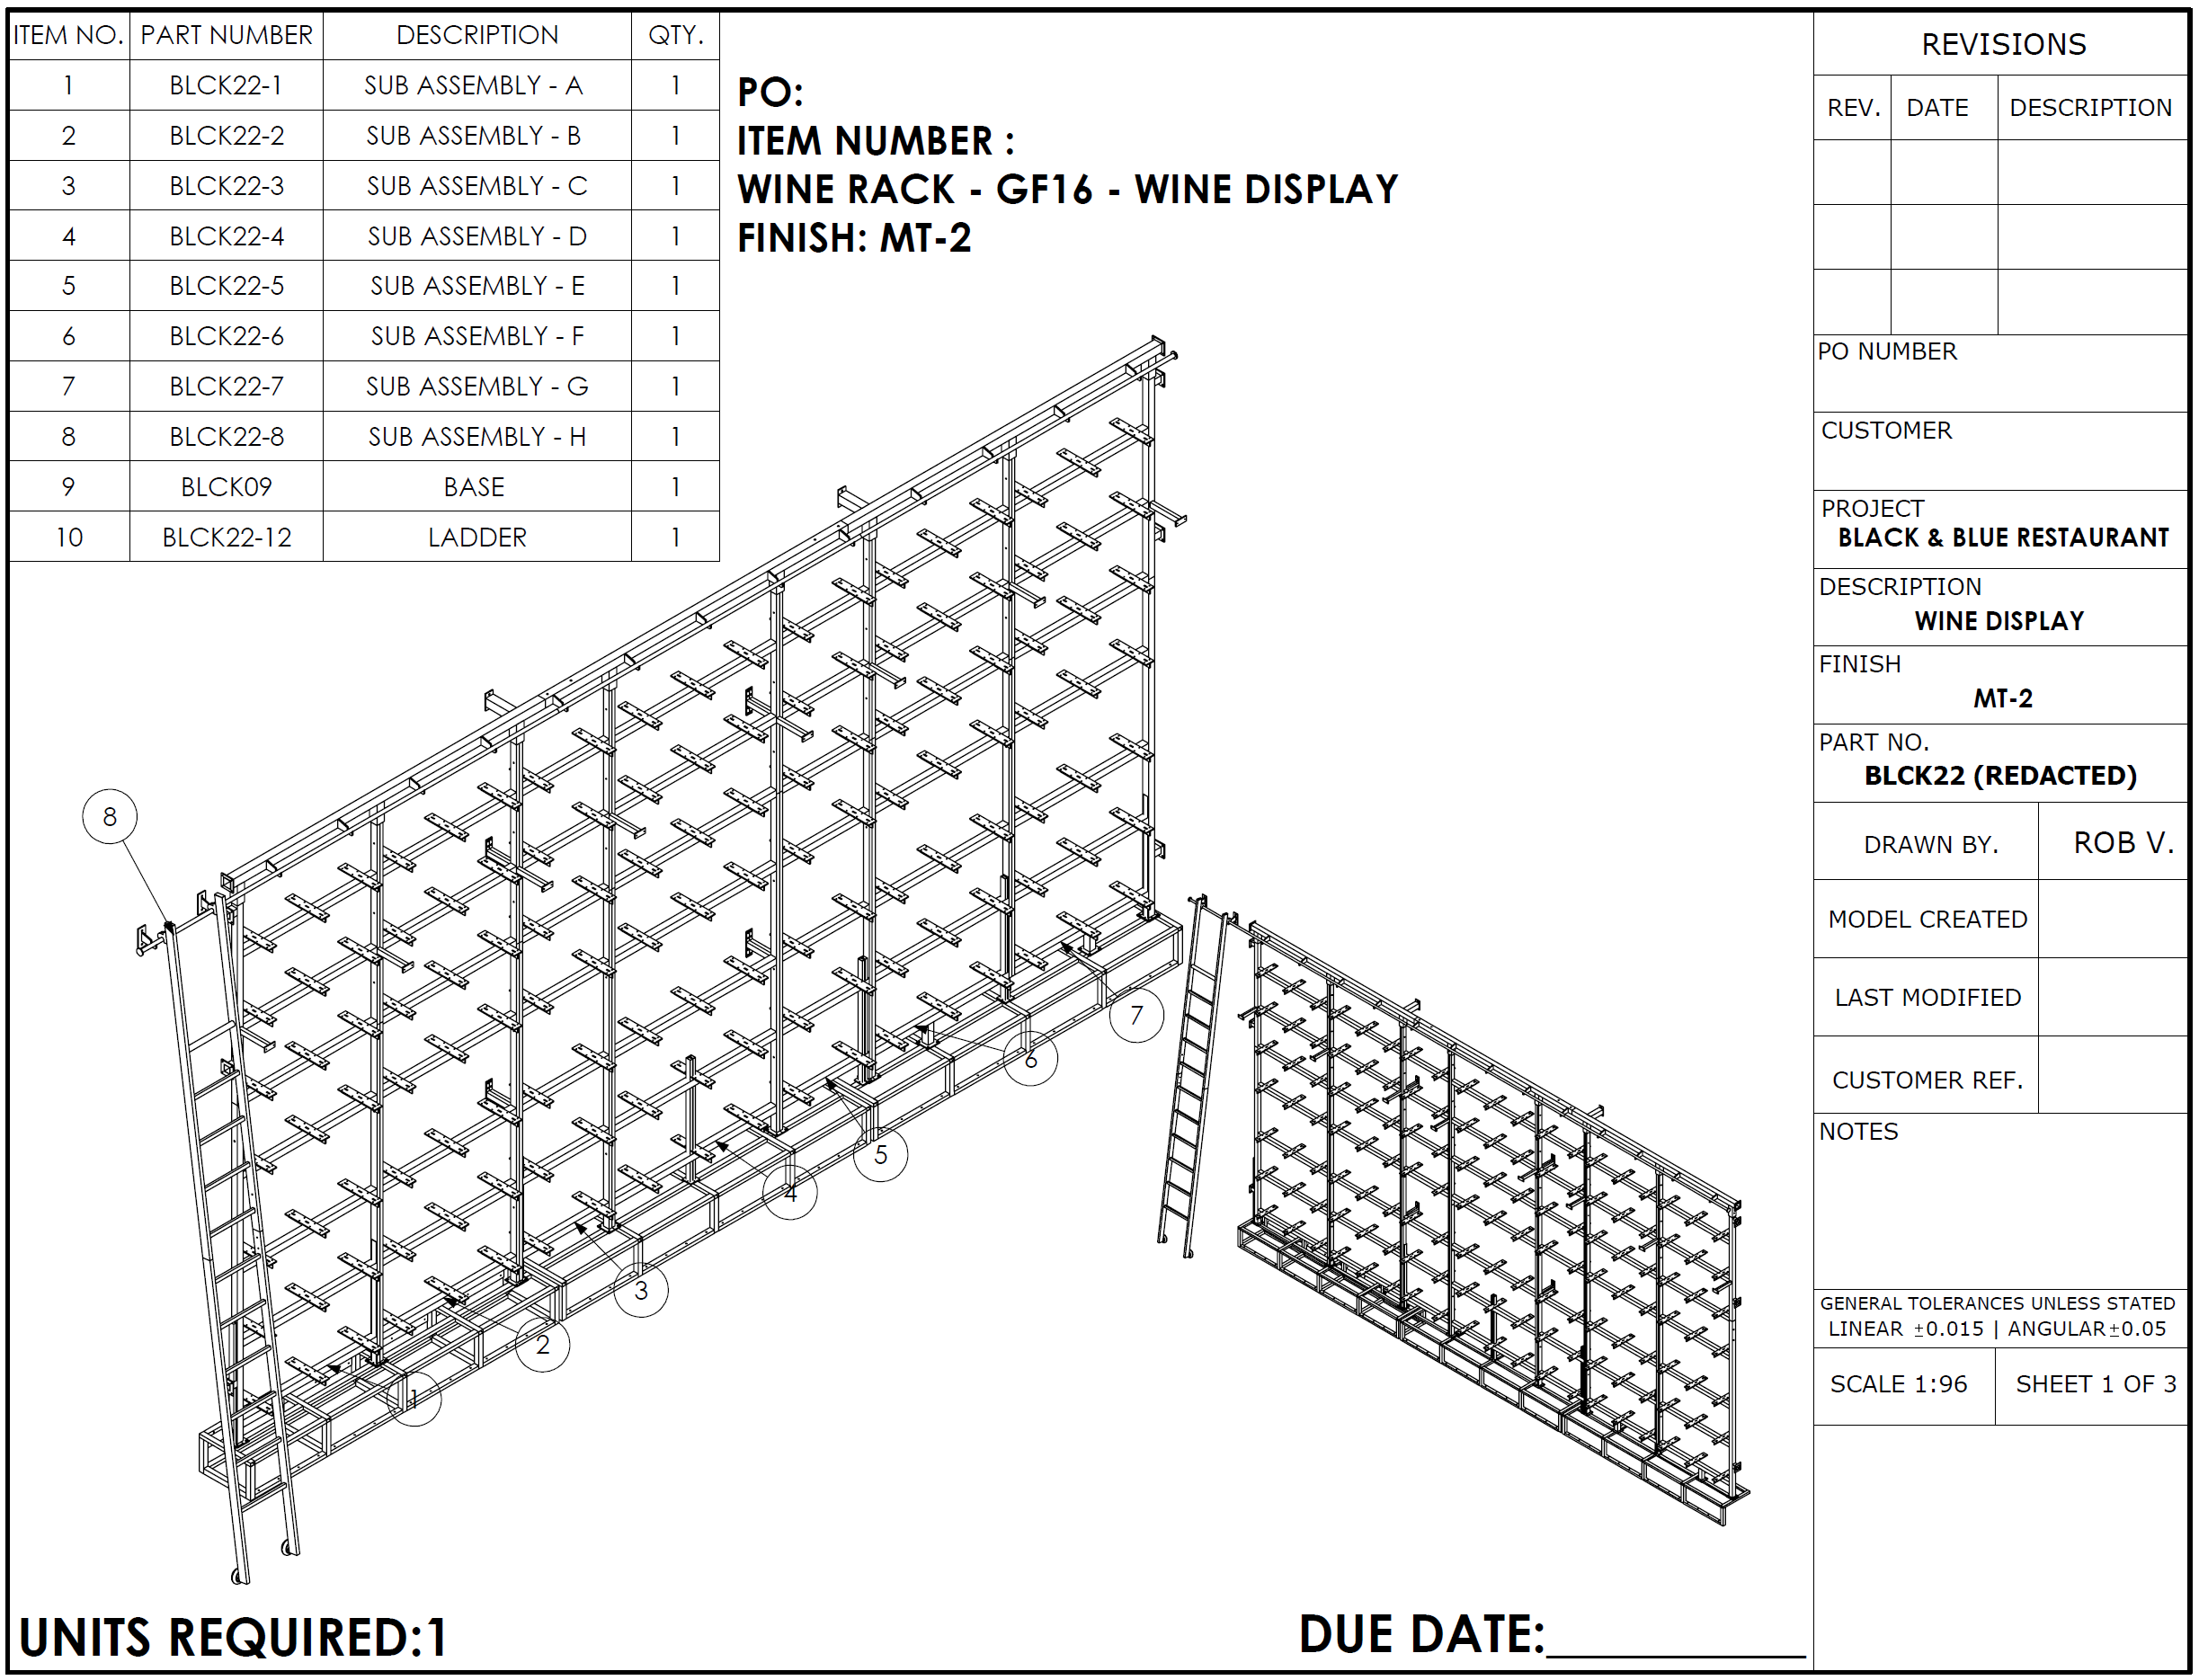 ITEM NO. PART NUMBER DESCRIPTION QTY.
1 BLCK22-1 SUB ASSEMBLY - A 1
2 BLCK22-2 SUB ASSEMBLY - B 1
3 BLCK22-3 SUB ASSEMBLY - C 1
4 BLCK22-4 SUB ASSEMBLY - D 1
5 BLCK22-5 SUB ASSEMBLY - E 1
6 BLCK22-6 SUB ASSEMBLY - F 1
7 BLCK22-7 SUB ASSEMBLY - G 1
8 BLCK22-8 SUB ASSEMBLY - H 1
9 BLCK09 BASE 1
10 BLCK22-12 LADDER 1
PO:
ITEM NUMBER :
WINE RACK - GF16 - WINE DISPLAY
FINISH: MT-2
8
7
6
5
4
3
2
1
UNITS REQUIRED:1
DUE DATE:__________
REVISIONS
REV. DATE DESCRIPTION
PO NUMBER
CUSTOMER
PROJECT
BLACK & BLUE RESTAURANT
DESCRIPTION
WINE DISPLAY
FINISH
MT-2
PART NO.
BLCK22 (REDACTED)
DRAWN BY. ROB V.
MODEL CREATED
LAST MODIFIED
CUSTOMER REF.
NOTES
GENERAL TOLERANCES UNLESS STATED
LINEAR ±0.015 | ANGULAR±0.05
SCALE 1:96 SHEET 1 OF 3